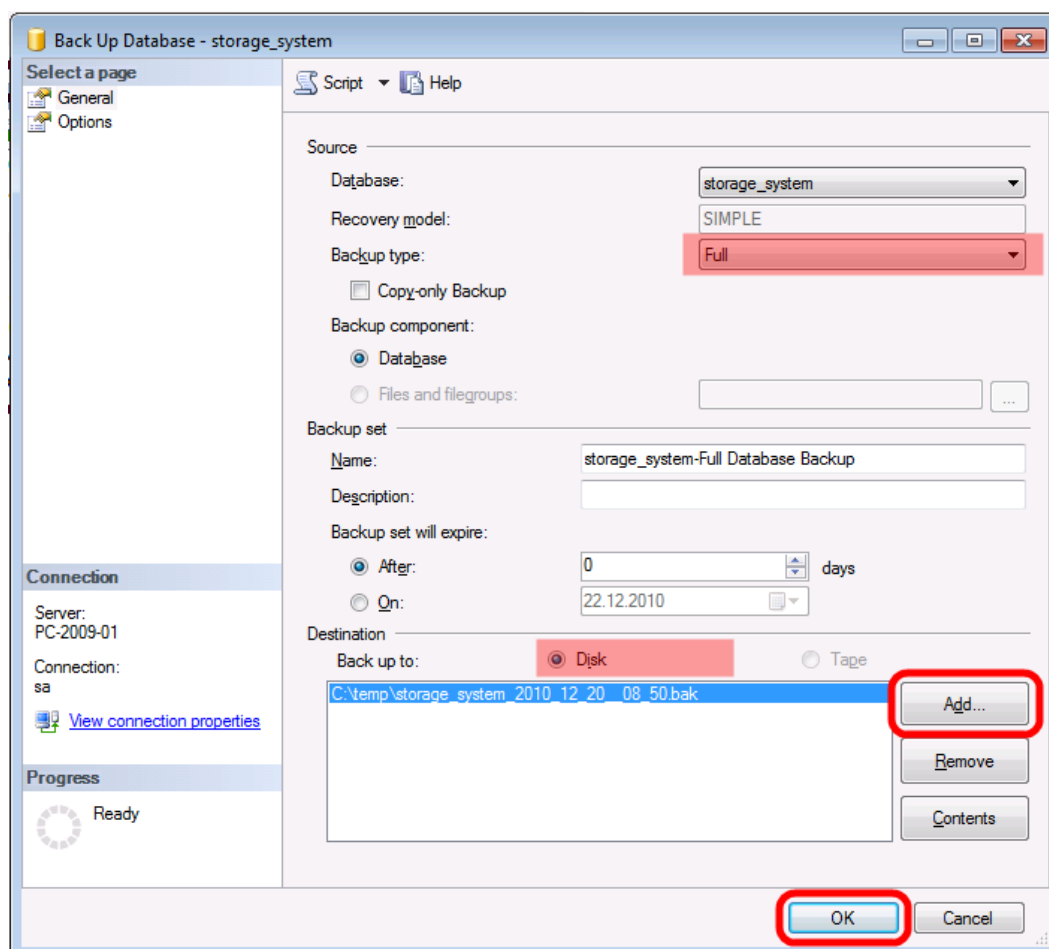 Back Up Database - storage_system
Select a page
General
Options
Script Help
Source
Database: storage_system
Recovery model: SIMPLE
Backup type: Full
Copy-only Backup
Backup component:
Database
Files and filegroups: ...
Backup set
Name: storage_system-Full Database Backup
Description:
Backup set will expire:
After: 0 days
On: 22.12.2010
Destination
Back up to: Disk Tape
C:\temp\storage_system_2010_12_20__08_50.bak
Add...
Remove
Contents
Connection
Server:
PC-2009-01
Connection:
sa
View connection properties
Progress
Ready
OK Cancel